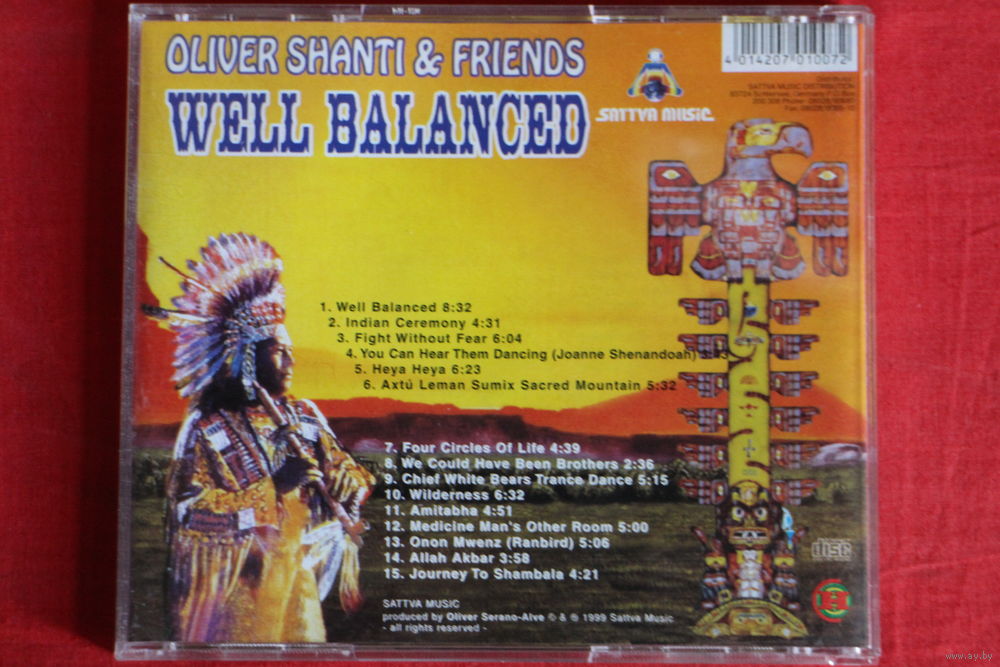 OLIVER SHANTI & FRIENDS
WELL BALANCED
SATTVA MUSIC
4 014207 010072
SATTVA MUSIC DISTRIBUTION
1. Well Balanced 8:32
2. Indian Ceremony 4:31
3. Fight Without Fear 6:04
4. You Can Hear Them Dancing (Joanne Shenandoah)
5. Heya Heya 6:23
6. Axtú Leman Sumix Sacred Mountain 5:32
7. Four Circles Of Life 4:39
8. We Could Have Been Brothers 2:36
9. Chief White Bears Trance Dance 5:15
10. Wilderness 6:32
11. Amitabha 4:51
12. Medicine Man's Other Room 5:00
13. Onon Mwenz (Ranbird) 5:06
14. Allah Akbar 3:58
15. Journey To Shambala 4:21
SATTVA MUSIC
produced by Oliver Serano-Alve © & ℗ 1999 Sattva Music
- all rights reserved -
disc
H
www.ay.by